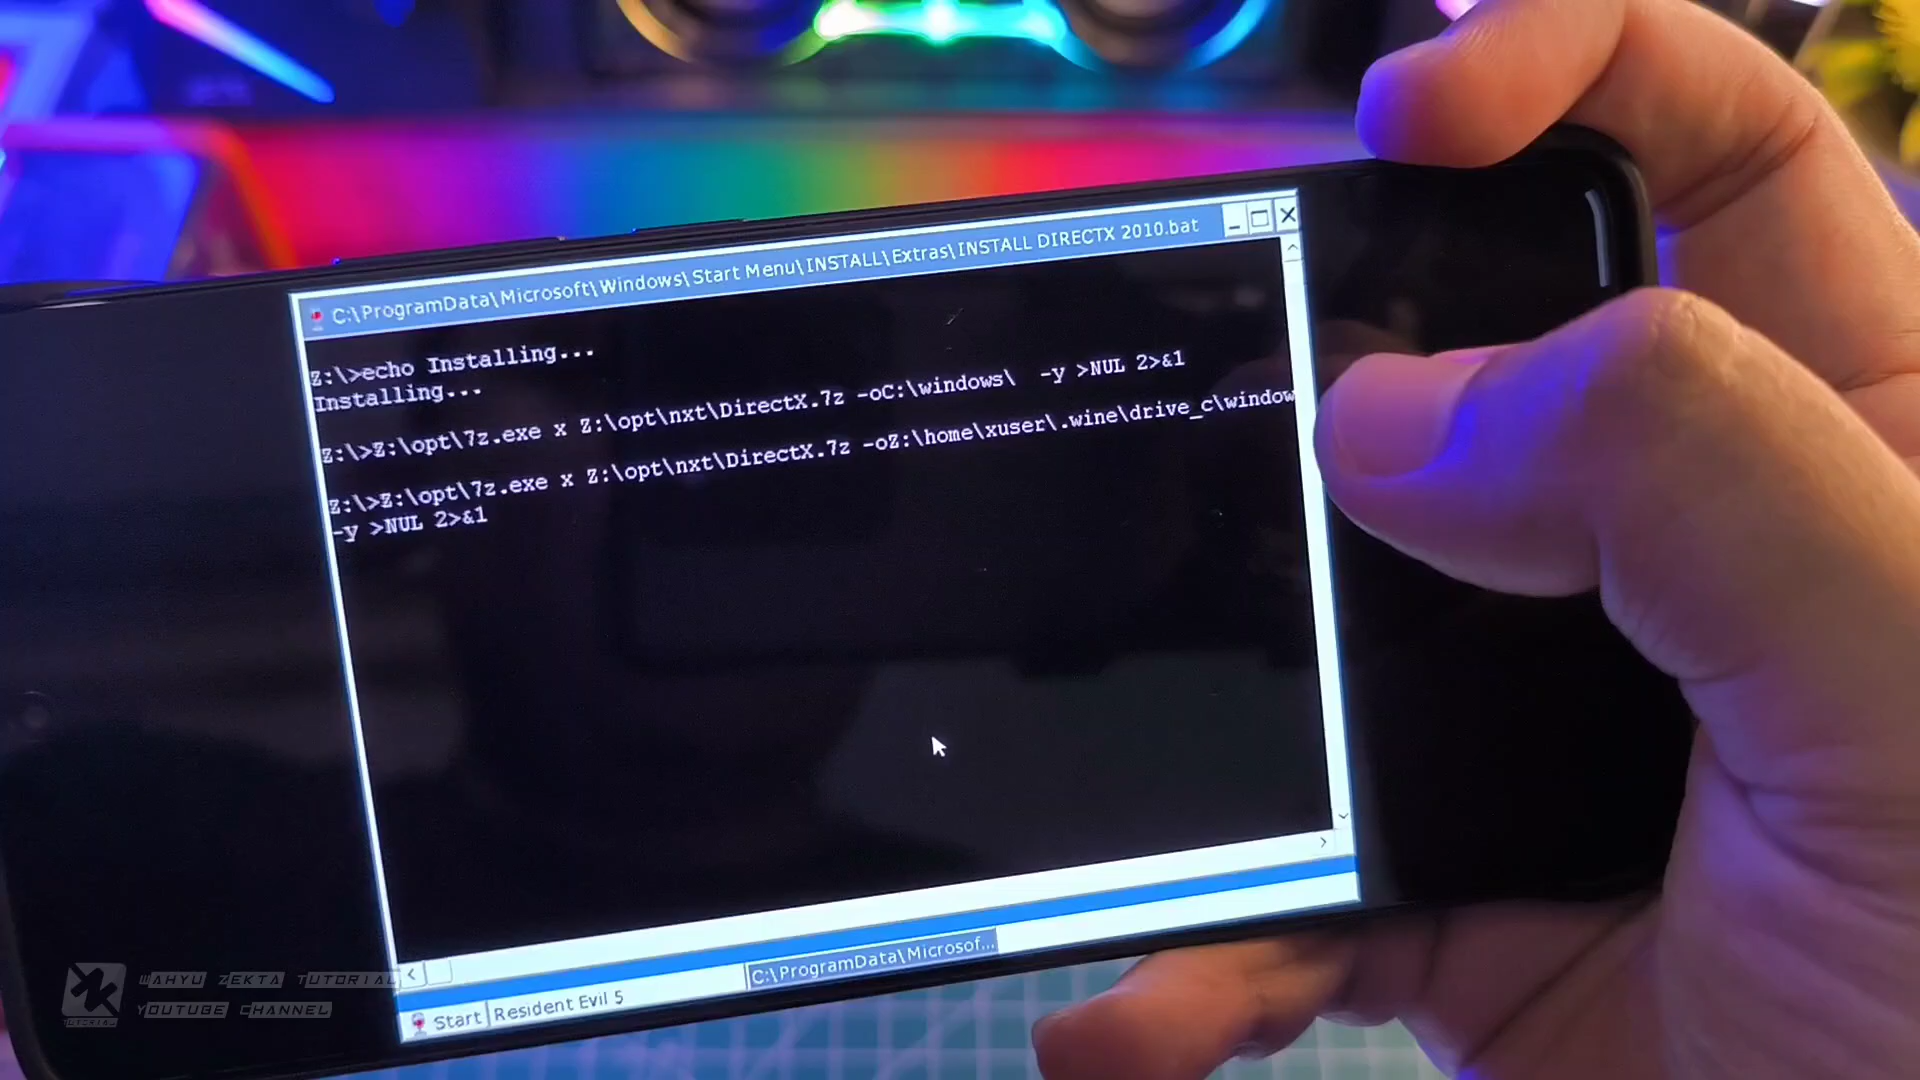 C:\ProgramData\Microsoft\Windows\Start Menu\INSTALL\Extras\INSTALL DIRECTX 2010.bat
Z:\>echo Installing...
Installing...
Z:\>Z:\opt\7z.exe x Z:\opt\nxt\DirectX.7z -oC:\windows\  -y >NUL 2>&1
Z:\>Z:\opt\7z.exe x Z:\opt\nxt\DirectX.7z -oZ:\home\xuser\.wine\drive_c\window
-y >NUL 2>&1
Start Resident Evil 5 C:\ProgramData\Microsof...
WAHYU ZEKTA TUTORIAL
YOUTUBE CHANNEL